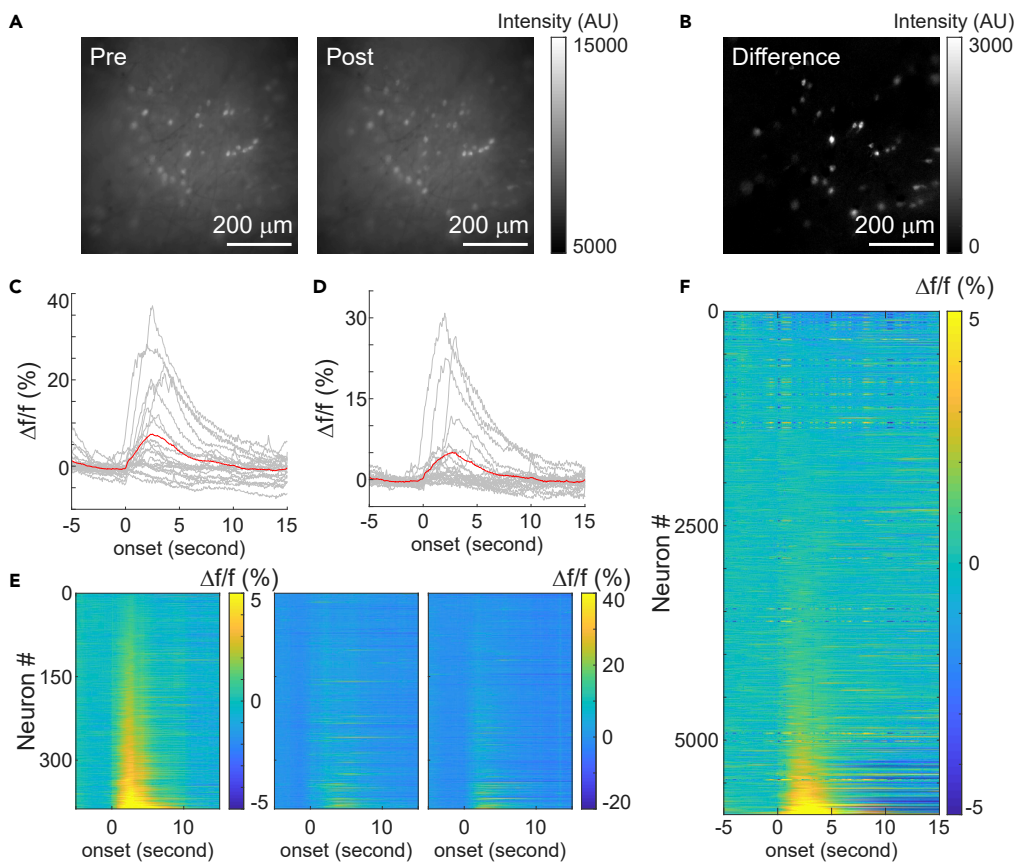 A
Pre
200 μm
Post
200 μm
Intensity (AU)
15000
5000
B
Difference
200 μm
Intensity (AU)
3000
0
C
Δf/f (%)
40
20
0
-5 0 5 10 15
onset (second)
D
Δf/f (%)
30
15
0
-5 0 5 10 15
onset (second)
E
Neuron #
0
150
300
0 10
onset (second)
Δf/f (%)
5
0
-5
0 10
onset (second)
0 10
onset (second)
Δf/f (%)
40
20
0
-20
F
Neuron #
0
2500
5000
-5 0 5 10 15
onset (second)
Δf/f (%)
5
0
-5